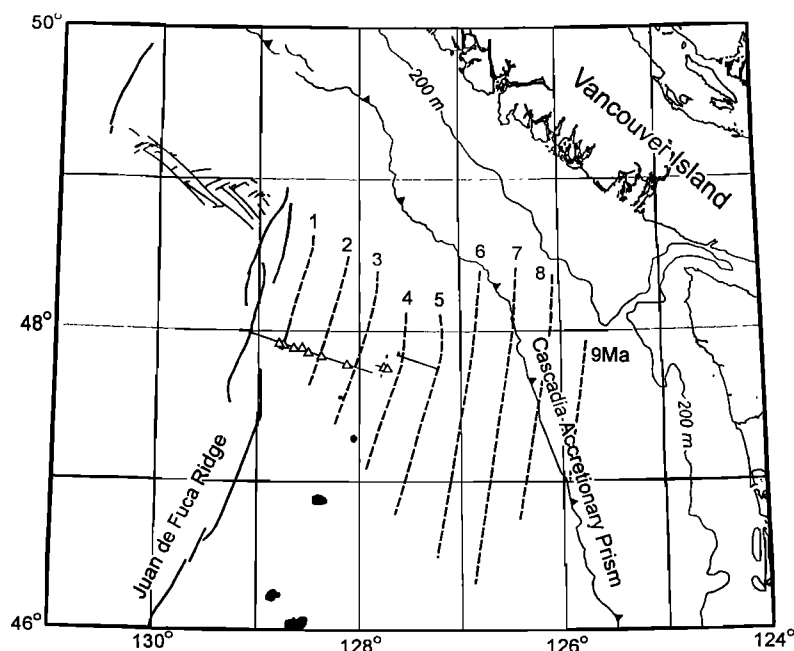 50°
200 m
Vancouver Island
1
2
3
4
5
6
7
8
48°
9Ma
Cascadia Accretionary Prism
200 m
Juan de Fuca Ridge
46°
130°
128°
126°
124°